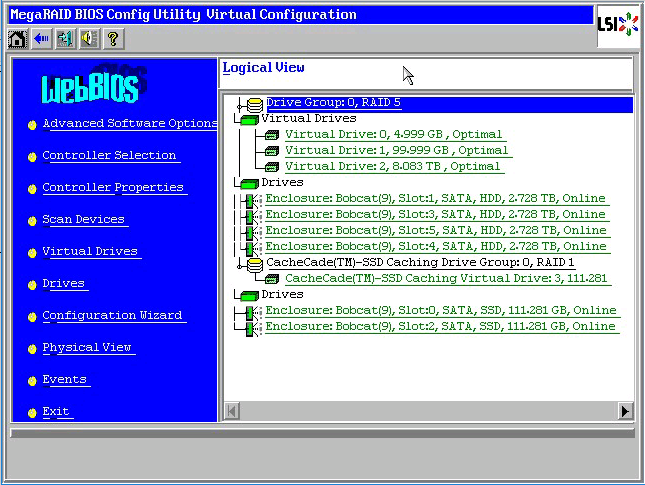 MegaRAID BIOS Config Utility Virtual Configuration
LSI
?
WebBIOS
Advanced Software Options
Controller Selection
Controller Properties
Scan Devices
Virtual Drives
Drives
Configuration Wizard
Physical View
Events
Exit
Logical View
Drive Group: 0, RAID 5
Virtual Drives
Virtual Drive: 0, 4.999 GB , Optimal
Virtual Drive: 1, 99.999 GB , Optimal
Virtual Drive: 2, 8.083 TB , Optimal
Drives
Enclosure: Bobcat(9), Slot:1, SATA, HDD, 2.728 TB, Online
Enclosure: Bobcat(9), Slot:3, SATA, HDD, 2.728 TB, Online
Enclosure: Bobcat(9), Slot:5, SATA, HDD, 2.728 TB, Online
Enclosure: Bobcat(9), Slot:4, SATA, HDD, 2.728 TB, Online
CacheCade(TM)-SSD Caching Drive Group: 0, RAID 1
CacheCade(TM)-SSD Caching Virtual Drive: 3, 111.281
Drives
Enclosure: Bobcat(9), Slot:0, SATA, SSD, 111.281 GB, Online
Enclosure: Bobcat(9), Slot:2, SATA, SSD, 111.281 GB, Online